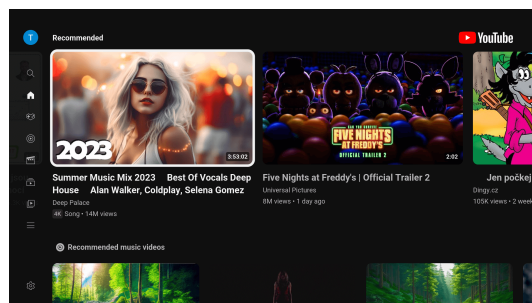 T
Recommended
YouTube
2023
3:53:02
CAN YOU SURVIVE
FIVE NIGHTS
AT FREDDY'S
OFFICIAL TRAILER 2
2:02
Summer Music Mix 2023 Best Of Vocals Deep
House Alan Walker, Coldplay, Selena Gomez
Deep Palace
4K Song • 14M views
Five Nights at Freddy's | Official Trailer 2
Universal Pictures
8M views • 1 day ago
Jen počkej
Dingy.cz
105K views • 2 week
Recommended music videos